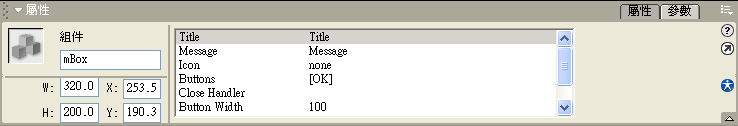 屬性
屬性 參數
組件
mBox
W: 320.0 X: 253.5
H: 200.0 Y: 190.3
Title Title
Message Message
Icon none
Buttons [OK]
Close Handler
Button Width 100